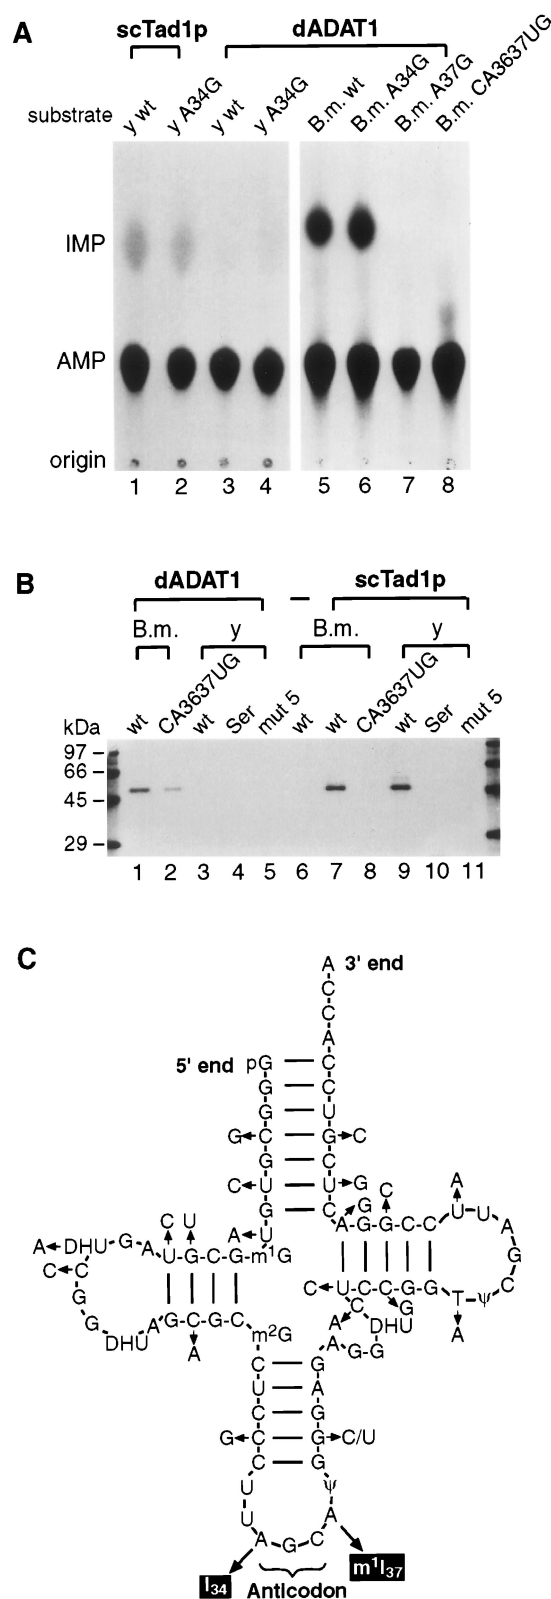 A
scTad1p dADAT1
substrate y wt y A34G y wt y A34G B.m. wt B.m. A34G B.m. A37G B.m. CA3637UG
IMP
AMP
origin
1 2 3 4 5 6 7 8
B
dADAT1 – scTad1p
B.m. y B.m. y
wt CA3637UG wt Ser mut 5 wt wt CA3637UG wt Ser mut 5
kDa
97
66
45
29
1 2 3 4 5 6 7 8 9 10 11
C
A 3' end
C
C
A
5' end pG C
G C
G U
G C G C
G C
C U U G
G C G C
A G G C C U U A G C ψ T G G C C U C
A
A DHU G A U G C G m¹G
C U A U
C C
G
G
DHU A G C G C m²G
A
C G A
A DHU
A G G
C G
U A
C G
G C G C/U
C G
U ψ
U A
U A G C
I34 Anticodon m¹I37